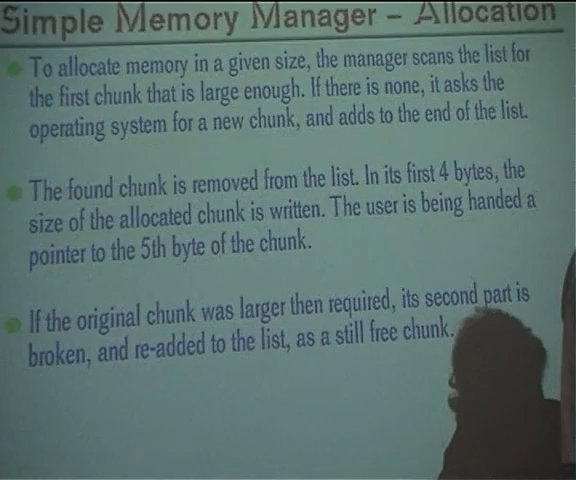 Simple Memory Manager – Allocation
To allocate memory in a given size, the manager scans the list for
the first chunk that is large enough. If there is none, it asks the
operating system for a new chunk, and adds to the end of the list.
The found chunk is removed from the list. In its first 4 bytes, the
size of the allocated chunk is written. The user is being handed a
pointer to the 5th byte of the chunk.
If the original chunk was larger then required, its second part is
broken, and re-added to the list, as a still free chunk.